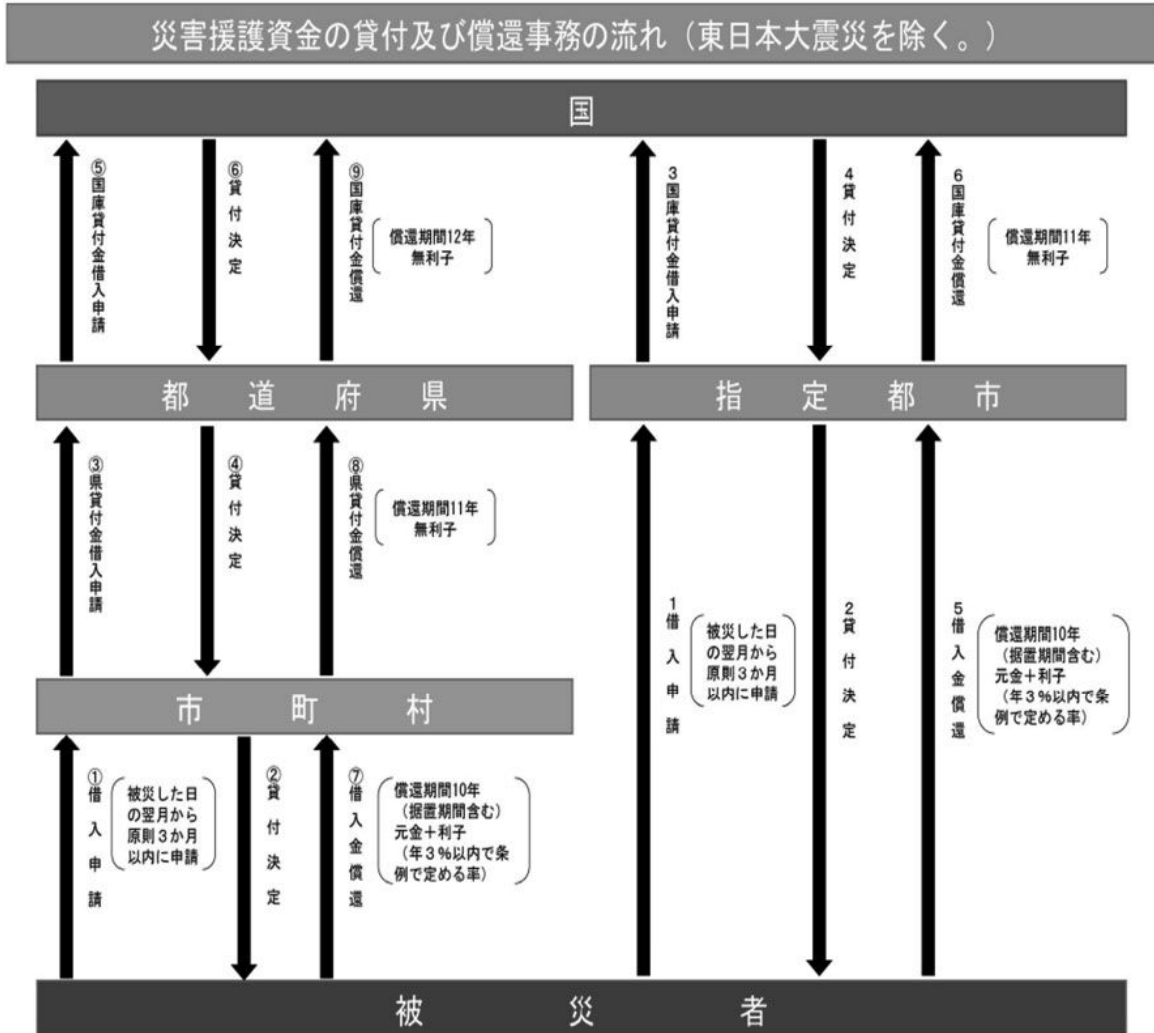 災害援護資金の貸付及び償還事務の流れ（東日本大震災を除く。）
国
⑤国庫貸付金借入申請
⑥貸付決定
⑨国庫貸付金償還
償還期間12年
無利子
3国庫貸付金借入申請
4貸付決定
6国庫貸付金償還
償還期間11年
無利子
都道府県
指定都市
③県貸付金借入申請
④貸付決定
⑧県貸付金償還
償還期間11年
無利子
1借入申請
被災した日
の翌月から
原則３か月
以内に申請
2貸付決定
5借入金償還
償還期間10年
（据置期間含む）
元金＋利子
（年３％以内で条
例で定める率）
市町村
①借入申請
被災した日
の翌月から
原則３か月
以内に申請
②貸付決定
⑦借入金償還
償還期間10年
（据置期間含む）
元金＋利子
（年３％以内で条
例で定める率）
被災者